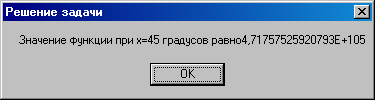 Решение задачи
Значение функции при x=45 градусов равно4,71757525920793E+105
OK